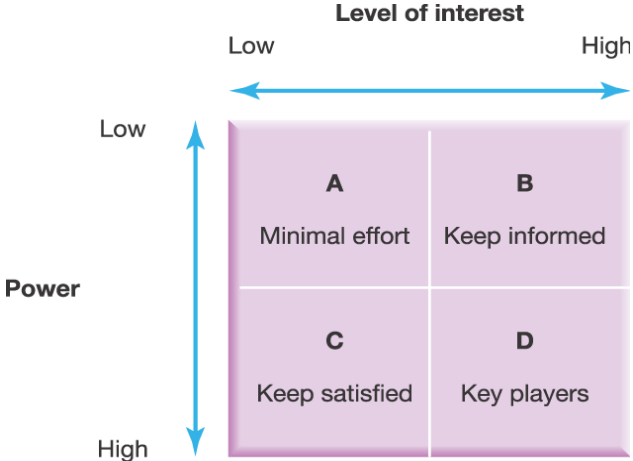 Level of interest
Low High
Low
A B
Minimal effort Keep informed
Power
C D
Keep satisfied Key players
High